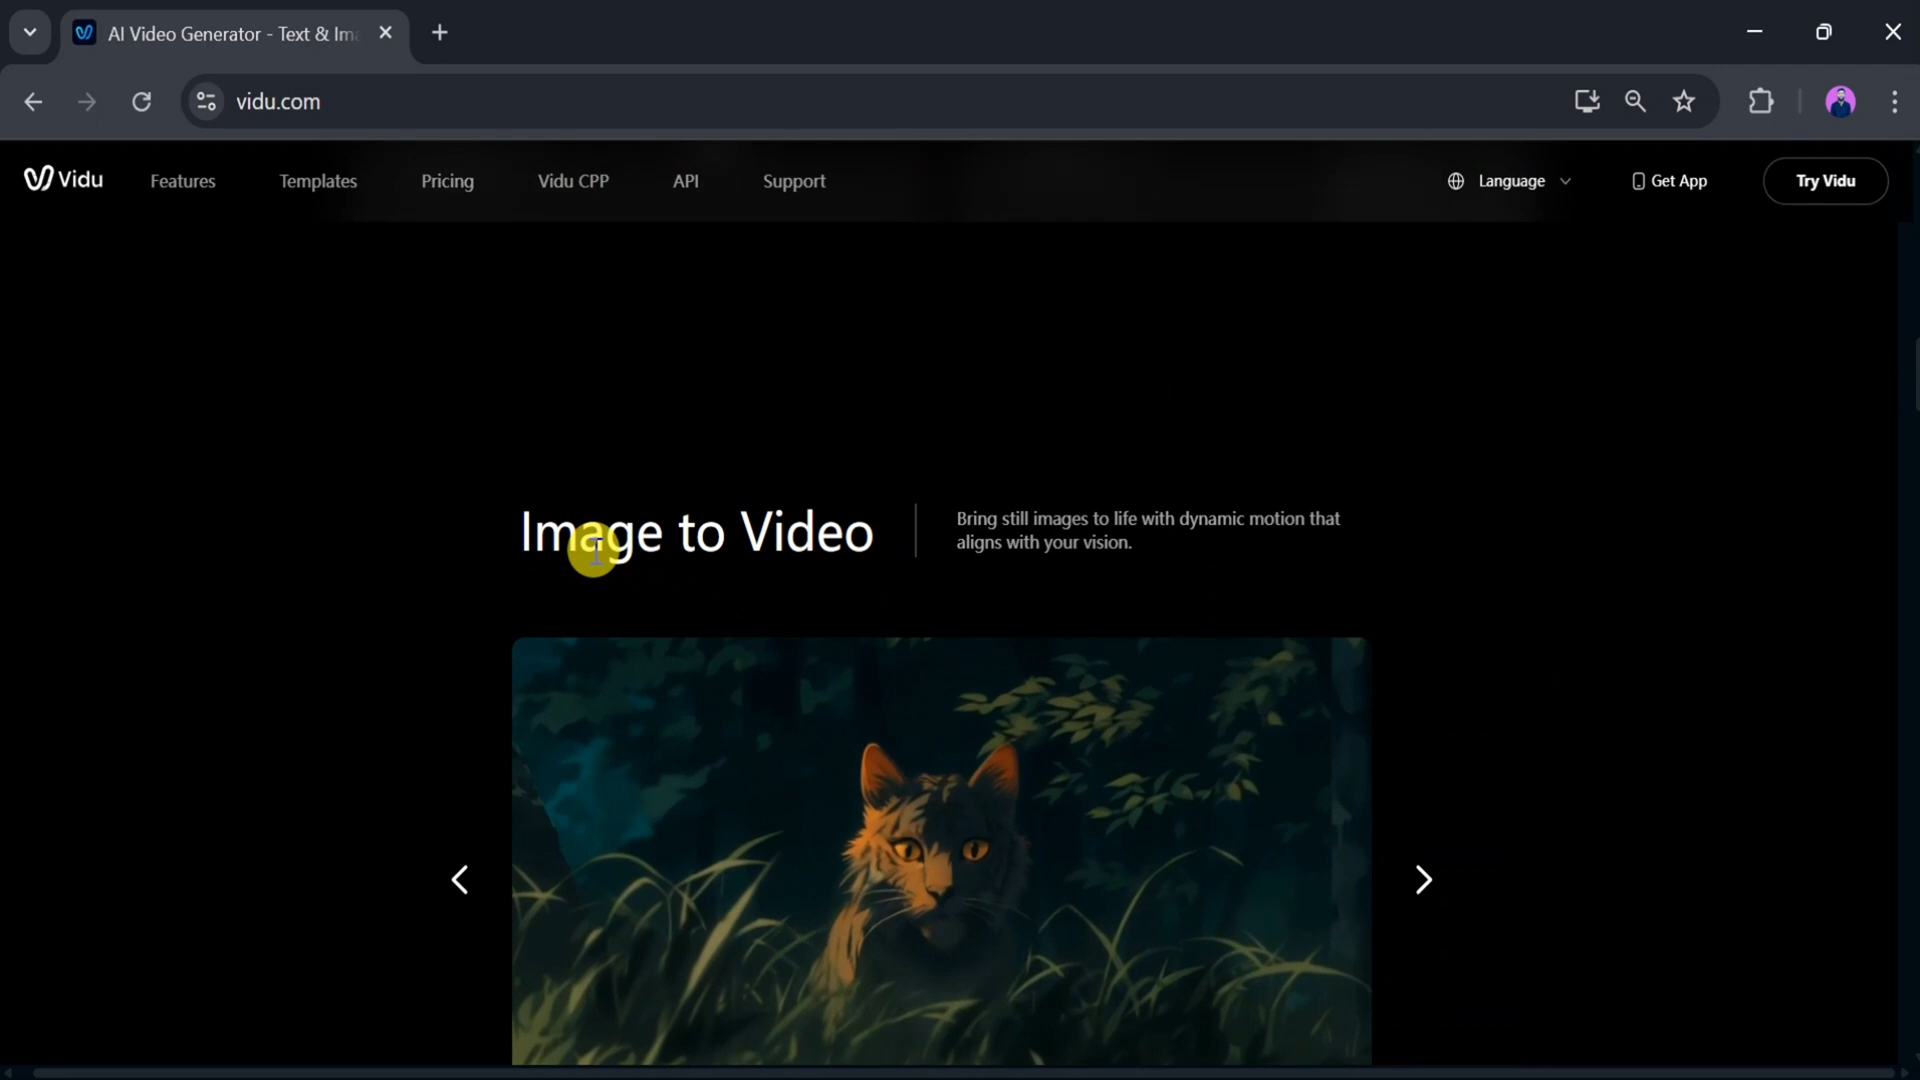 AI Video Generator - Text & Im
vidu.com
Vidu
Features
Templates
Pricing
Vidu CPP
API
Support
Language
Get App
Try Vidu
Image to Video
Bring still images to life with dynamic motion that
aligns with your vision.